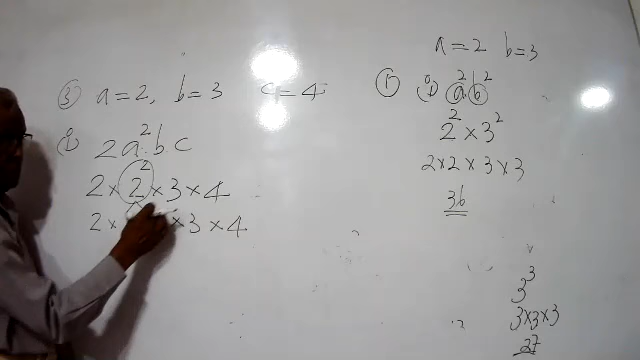 ③ a=2, b=3 c=4
(i) 2a²bc
2×2²×3×4
2× ×3×4
a=2 b=3
① (i) a²b²
2²×3²
2×2×3×3
36
3³
3×3×3
27